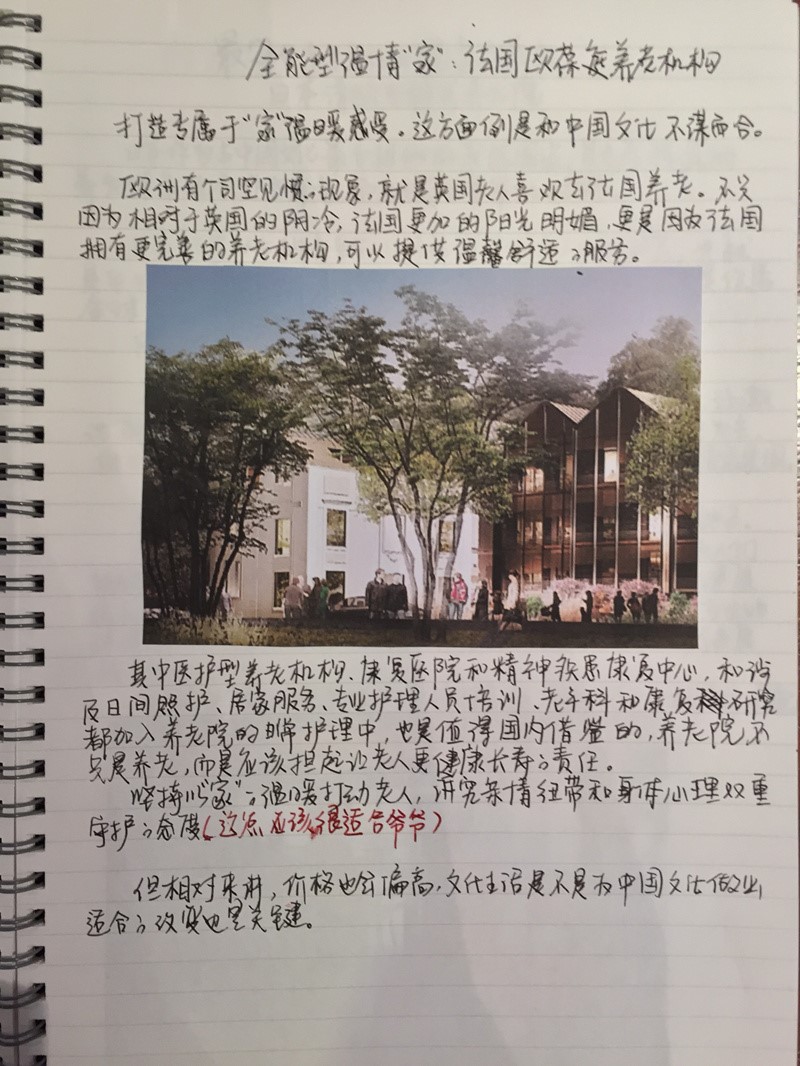 全能型温情“家”：法国欧葆庭养老机构
打造专属于“家”温暖感受。这方面倒是和中国文化不谋而合。
欧洲有个司空见惯的现象，就是英国老人喜欢去法国养老。不只
因为相对于英国的阴冷，法国更加的阳光明媚，更是因为法国
拥有更完善的养老机构，可以提供温馨舒适的服务。
其中医护型养老机构、康复医院和精神疾患康复中心，和涉
及日间照护、居家服务、专业护理人员培训、老年科和康复研究
都加入养老院的日常护理中，也是值得国内借鉴的，养老院不
只是养老，而是应该担起让老人更健康长寿的责任。
坚持以“家”的温暖打动老人，讲究亲情纽带和身体心理双重
守护的态度（这点应该很适合爷爷）
但相对来讲，价格也会偏高，文化生活是不是为中国文化做出
适合的改变也是关键。